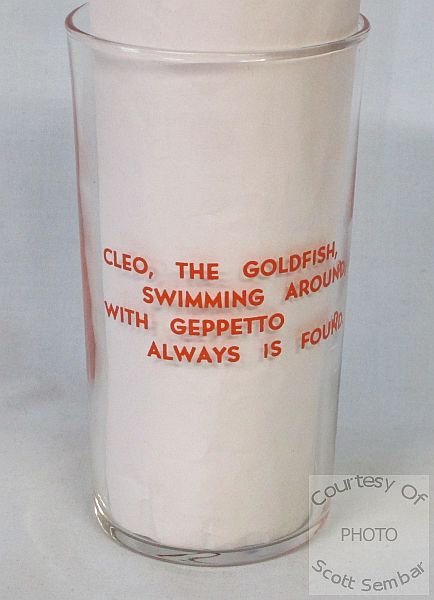 CLEO, THE GOLDFISH,
SWIMMING AROUND,
WITH GEPPETTO
ALWAYS IS FOUND.
Courtesy Of
PHOTO
Scott Sembar